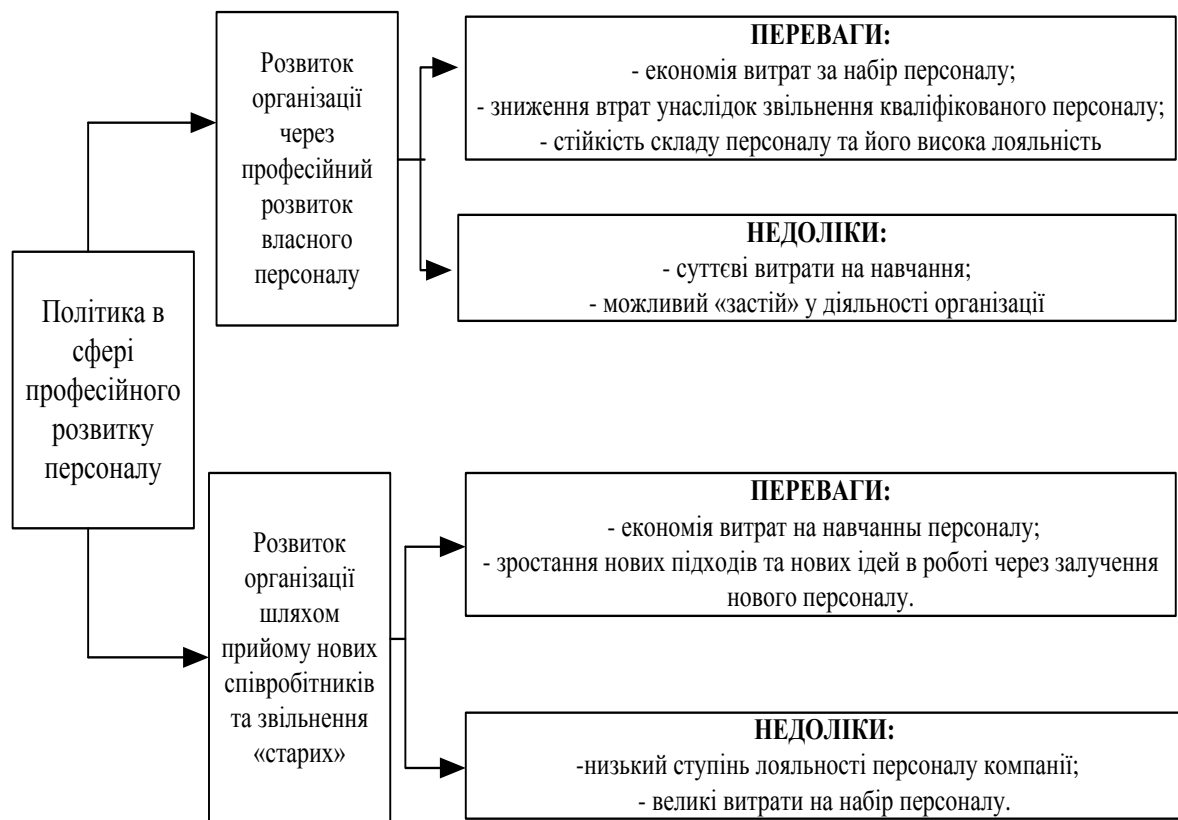 Політика в
сфері
професійного
розвитку
персоналу
Розвиток
організації
через
професійний
розвиток
власного
персоналу
ПЕРЕВАГИ:
- економія витрат за набір персоналу;
- зниження втрат унаслідок звільнення кваліфікованого персоналу;
- стійкість складу персоналу та його висока лояльність
НЕДОЛІКИ:
- суттєві витрати на навчання;
- можливий «застій» у діяльності організації
Розвиток
організації
шляхом
прийому нових
співробітників
та звільнення
«старих»
ПЕРЕВАГИ:
- економія витрат на навчанны персоналу;
- зростання нових підходів та нових ідей в роботі через залучення
нового персоналу.
НЕДОЛІКИ:
-низький ступінь лояльності персоналу компанії;
- великі витрати на набір персоналу.